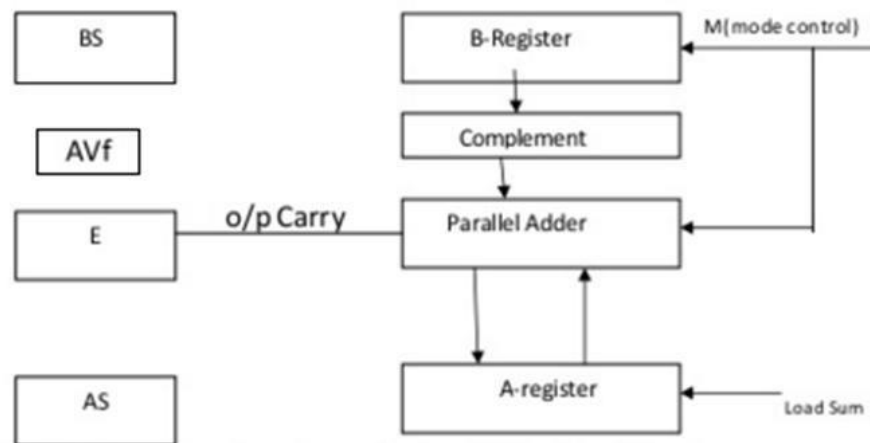 BS
B-Register
M(mode control)
AVf
Complement
E
o/p Carry
Parallel Adder
AS
A-register
Load Sum